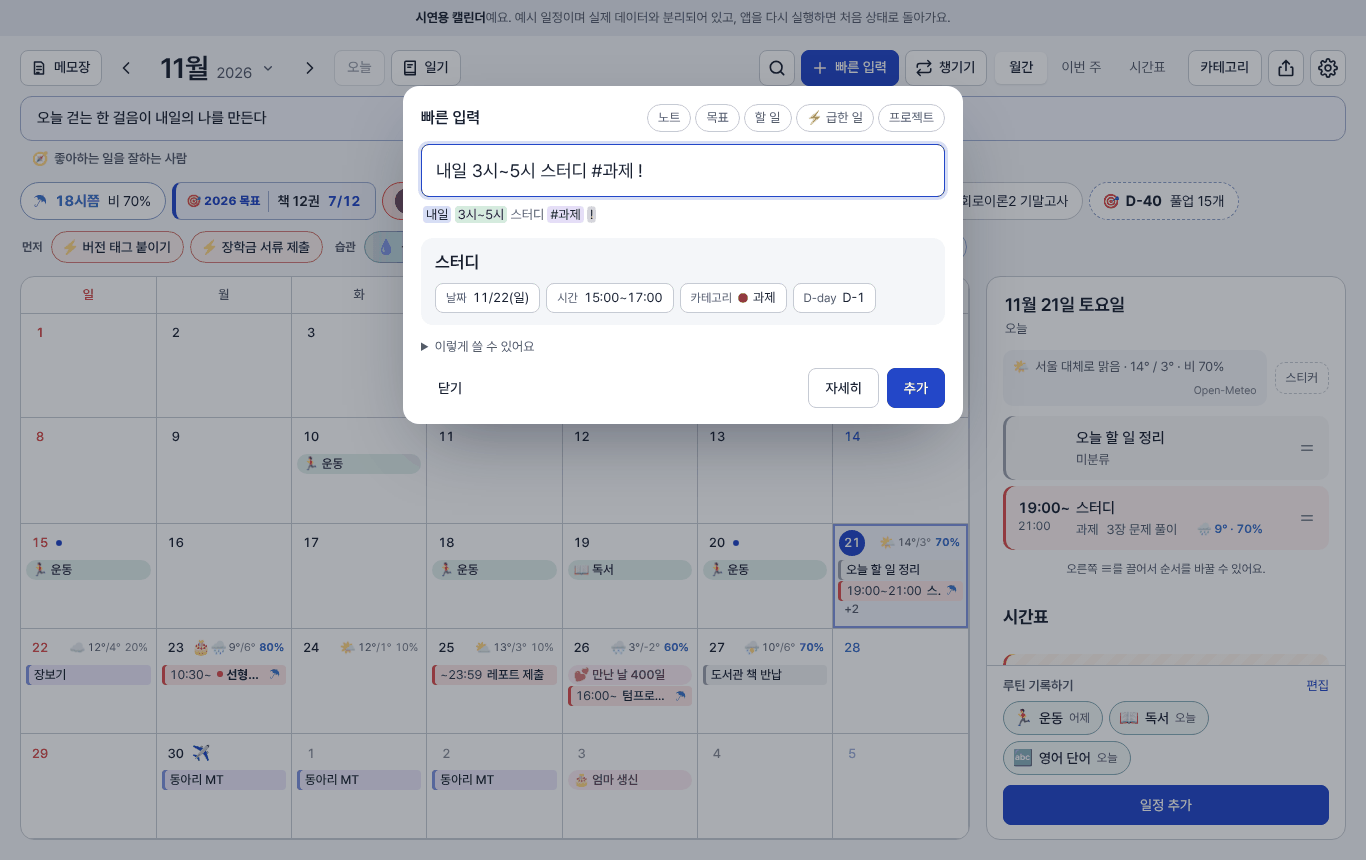 시연용 캘린더예요. 예시 일정이며 실제 데이터와 분리되어 있고, 앱을 다시 실행하면 처음 상태로 돌아가요.
메모장 11월 2026 오늘 일기 빠른 입력 챙기기 월간 이번 주 시간표 카테고리
오늘 걷는 한 걸음이 내일의 나를 만든다
좋아하는 일을 잘하는 사람
18시쯤 비 70% 2026 목표 책 12권 7/12 회로이론2 기말고사 D-40 풀업 15개
먼저 버전 태그 붙이기 장학금 서류 제출 습관
빠른 입력 노트 목표 할 일 급한 일 프로젝트
내일 3시~5시 스터디 #과제 !
내일 3시~5시 스터디 #과제 !
스터디
날짜 11/22(일) 시간 15:00~17:00 카테고리 과제 D-day D-1
이렇게 쓸 수 있어요
닫기 자세히 추가
일 월 화
1 2 3
8 9 10 11 12 13 14
운동
15 16 17 18 19 20 21 14°/3° 70%
운동 운동 독서 운동 오늘 할 일 정리
19:00~21:00 스.
+2
22 12°/4° 20% 23 9°/6° 80% 24 12°/1° 10% 25 13°/3° 10% 26 3°/-2° 60% 27 10°/6° 70% 28
장보기 10:30~ 선형... ~23:59 레포트 제출 만난 날 400일 도서관 책 반납
16:00~ 텀프로...
29 30 1 2 3 4 5
동아리 MT 동아리 MT 동아리 MT 엄마 생신
11월 21일 토요일
오늘
서울 대체로 맑음 · 14° / 3° · 비 70%
Open-Meteo
스티커
오늘 할 일 정리
미분류
19:00~ 스터디
21:00 과제 3장 문제 풀이 9° · 70%
오른쪽 ☰를 끌어서 순서를 바꿀 수 있어요.
시간표
루틴 기록하기 편집
운동 어제 독서 오늘
abc 영어 단어 오늘
일정 추가